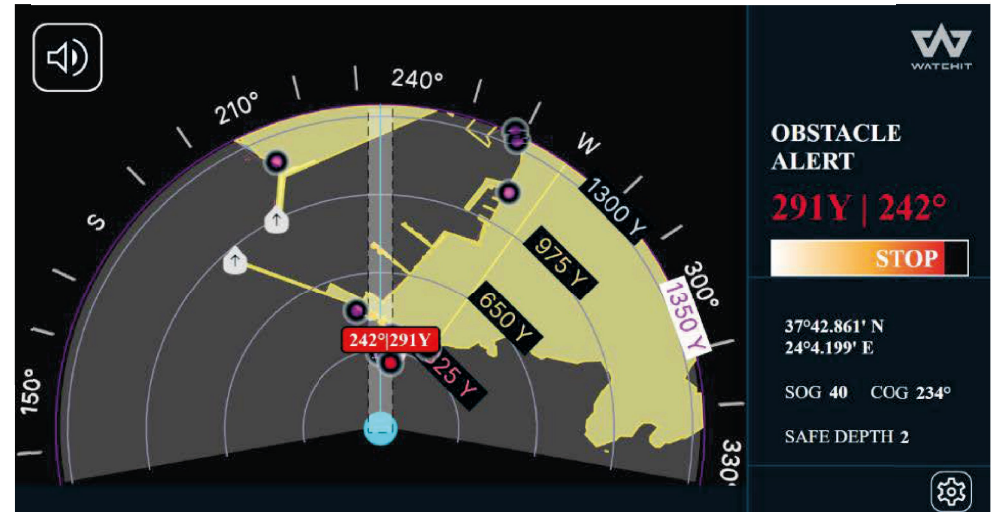 WATCHIT
210°
240°
W
S
1300 Y
975 Y
300°
1350 Y
650 Y
242°|291Y
25 Y
150°
330
OBSTACLE
ALERT
291Y | 242°
STOP
37°42.861' N
24°4.199' E
SOG 40 COG 234°
SAFE DEPTH 2